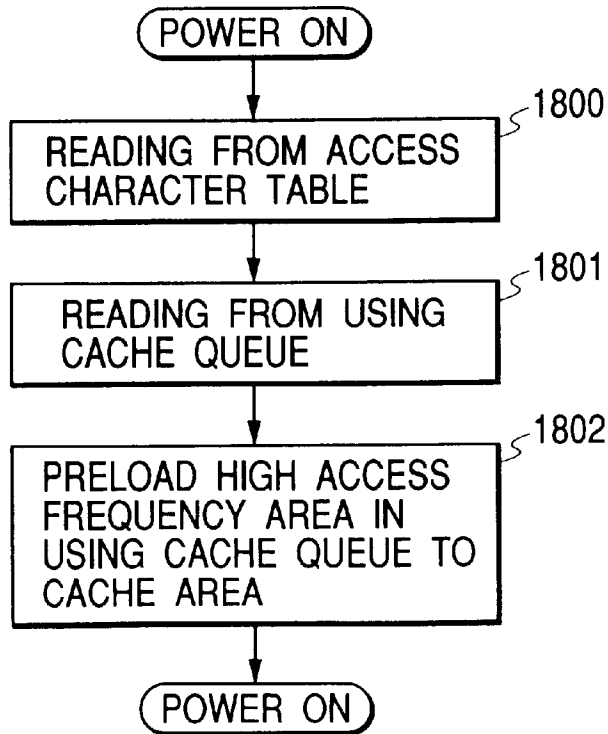 POWER ON
1800
READING FROM ACCESS
CHARACTER TABLE
1801
READING FROM USING
CACHE QUEUE
1802
PRELOAD HIGH ACCESS
FREQUENCY AREA IN
USING CACHE QUEUE TO
CACHE AREA
POWER ON